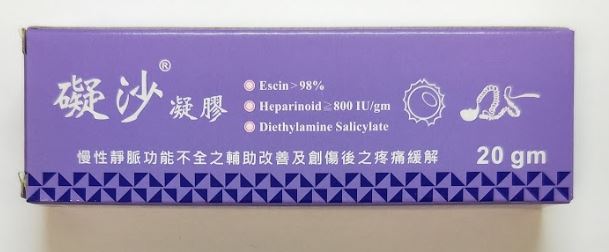 礙沙® 凝膠
Escin>98%
Heparinoid≧800 IU/gm
Diethylamine Salicylate
慢性靜脈功能不全之輔助改善及創傷後之疼痛緩解 20 gm